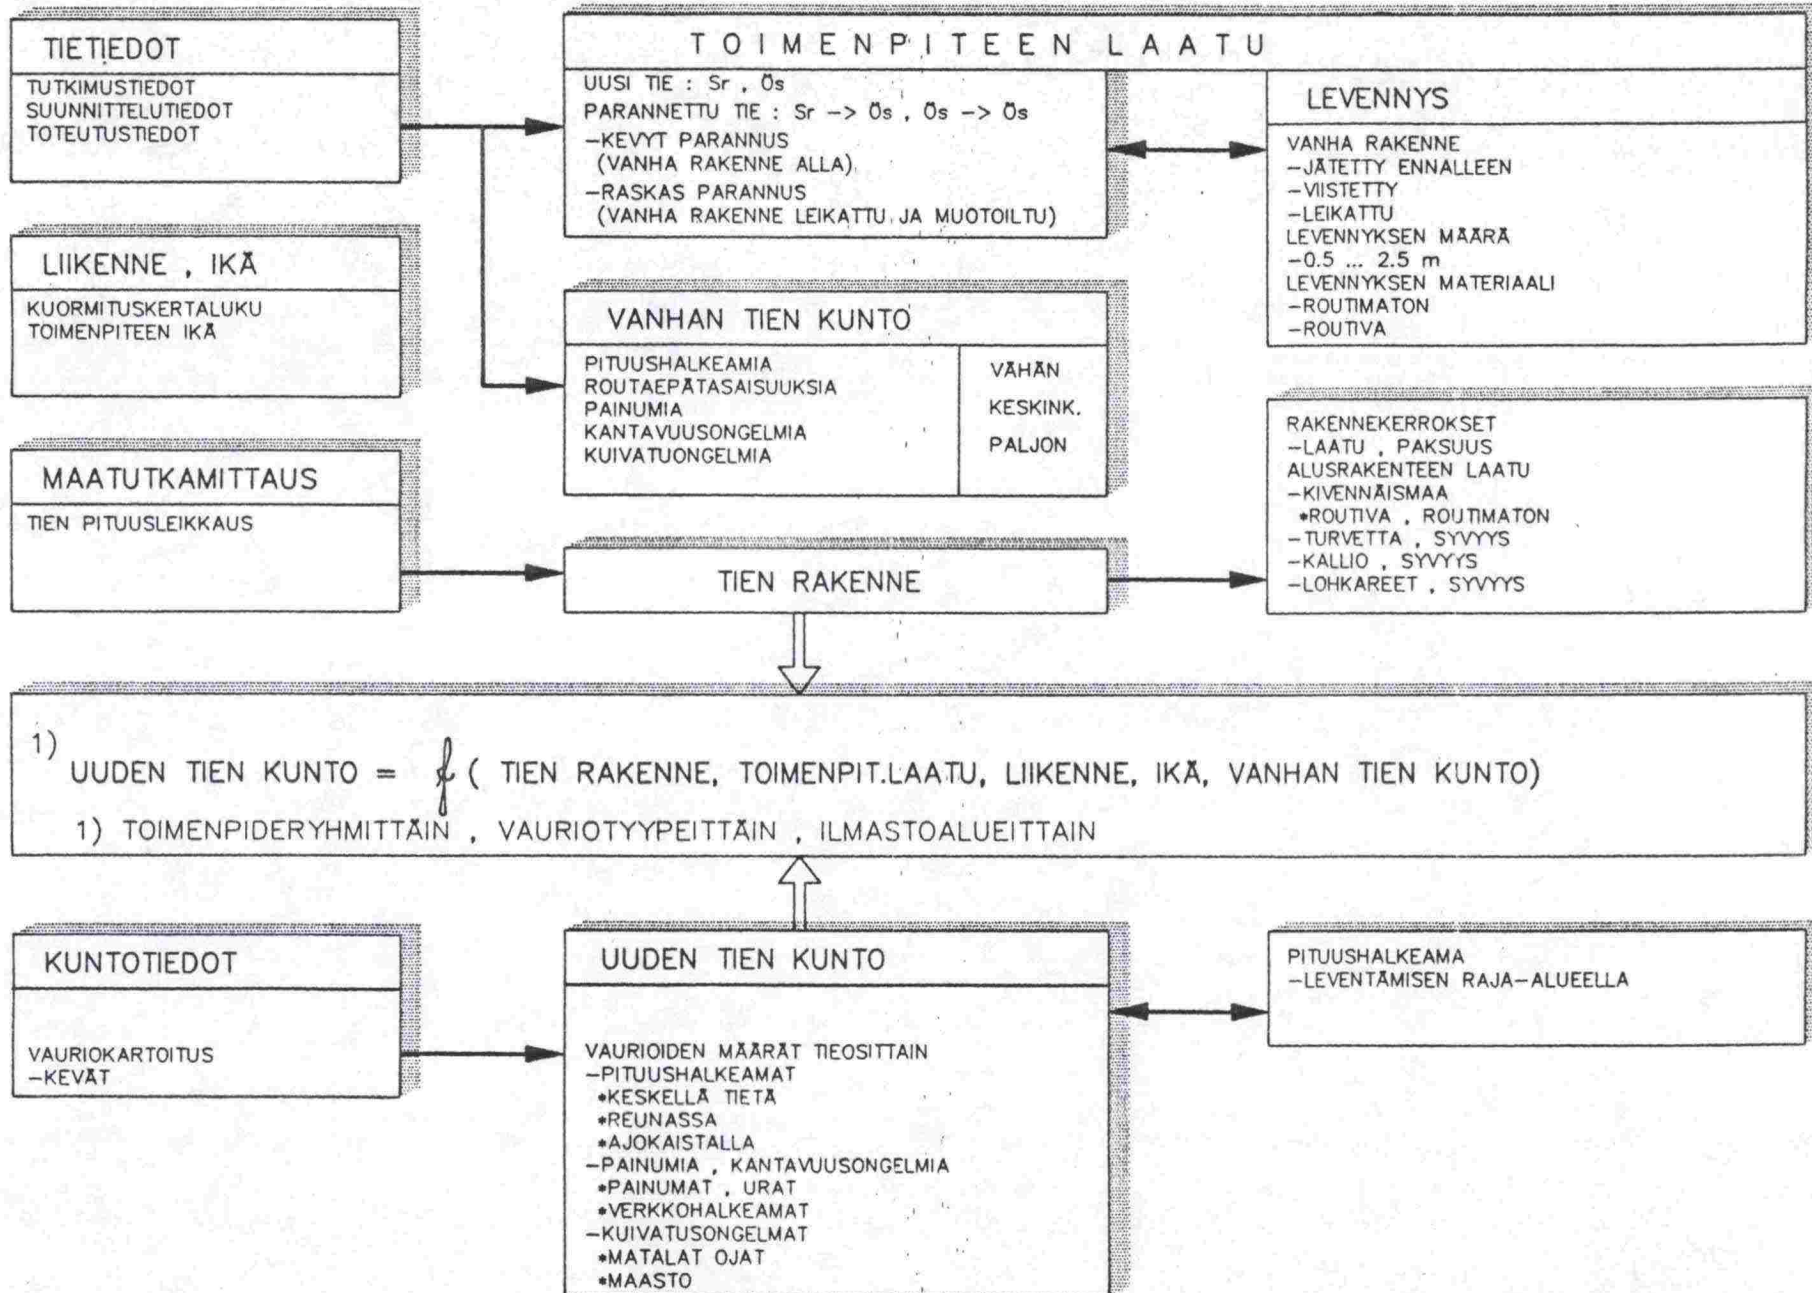 TIETIEDOT
TUTKIMUSTIEDOT
SUUNNITTELUTIEDOT
TOTEUTUSTIEDOT
LIIKENNE , IKÄ
KUORMITUSKERTALUKU
TOIMENPITEEN IKÄ
MAATUTKAMITTAUS
TIEN PITUUSLEIKKAUS
TOIMENPITEEN LAATU
UUSI TIE : Sr , Ös
PARANNETTU TIE : Sr -> Ös , Ös -> Ös
-KEVYT PARANNUS
(VANHA RAKENNE ALLA)
-RASKAS PARANNUS
(VANHA RAKENNE LEIKATTU JA MUOTOILTU)
LEVENNYS
VANHA RAKENNE
-JÄTETTY ENNALLEEN
-VIISTETTY
-LEIKATTU
LEVENNYKSEN MÄÄRÄ
-0.5 ... 2.5 m
LEVENNYKSEN MATERIAALI
-ROUTIMATON
-ROUTIVA
VANHAN TIEN KUNTO
PITUUSHALKEAMIA
ROUTAEPÄTASAISUUKSIA
PAINUMIA
KANTAVUUSONGELMIA
KUIVATUONGELMIA
VÄHÄN
KESKINK.
PALJON
TIEN RAKENNE
RAKENNEKERROKSET
-LAATU , PAKSUUS
ALUSRAKENTEEN LAATU
-KIVENNÄISMAA
*ROUTIVA , ROUTIMATON
-TURVETTA , SYVYYS
-KALLIO , SYVYYS
-LOHKAREET , SYVYYS
1)
UUDEN TIEN KUNTO = f ( TIEN RAKENNE, TOIMENPIT.LAATU, LIIKENNE, IKÄ, VANHAN TIEN KUNTO)
1) TOIMENPIDERYHMITTÄIN , VAURIOTYYPEITTÄIN , ILMASTOALUEITTAIN
KUNTOTIEDOT
VAURIOKARTOITUS
-KEVÄT
UUDEN TIEN KUNTO
VAURIOIDEN MÄÄRÄT TIEOSITTAIN
-PITUUSHALKEAMAT
*KESKELLÄ TIETÄ
*REUNASSA
*AJOKAISTALLA
-PAINUMIA , KANTAVUUSONGELMIA
*PAINUMAT , URAT
*VERKKOHALKEAMAT
-KUIVATUSONGELMAT
*MATALAT OJAT
*MAASTO
PITUUSHALKEAMA
-LEVENTÄMISEN RAJA-ALUEELLA